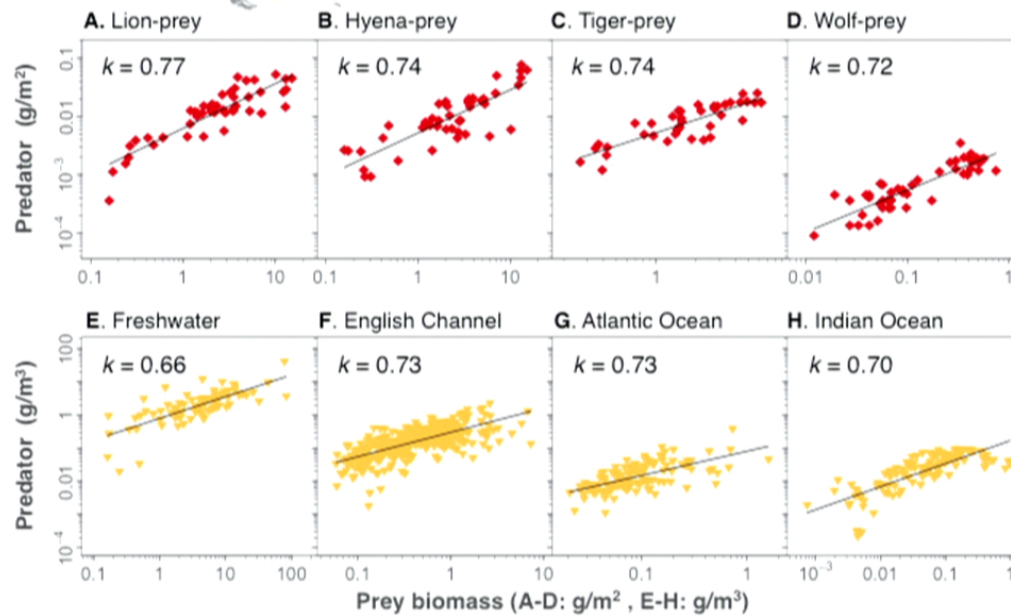 A. Lion-prey
B. Hyena-prey
C. Tiger-prey
D. Wolf-prey
k = 0.77
k = 0.74
k = 0.74
k = 0.72
Predator (g/m²)
0.1
0.01
10⁻³
10⁻⁴
0.1 1 10
0.1 1 10
1
0.01 0.1 1
E. Freshwater
F. English Channel
G. Atlantic Ocean
H. Indian Ocean
k = 0.66
k = 0.73
k = 0.73
k = 0.70
Predator (g/m³)
100
1
0.01
10⁻⁴
0.1 1 10 100
0.1 1 10
0.1 1
10⁻³ 0.01 0.1 1
Prey biomass (A-D: g/m² , E-H: g/m³)